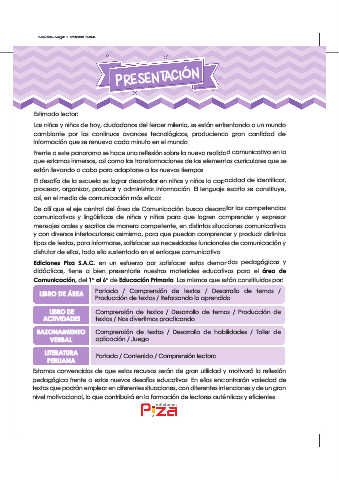 PRESENTACIÓN
Estimado lector:
Los niños y niños de hoy, ciudadanos del tercer milenio, se están enfrentando a un mundo
cambiante por los continuos avances tecnológicos, produciendo gran cantidad de
información que se renueva cada minuto en el mundo
Frente a este panorama se hace una reflexión sobre la nueva realidad comunicativa en la
que estamos inmersos, así como las transformaciones de los elementos curriculares que se
están llevando a cabo para adaptarse a los nuevos tiempos
El desafío de la escuela es lograr desarrollar en niños y niñas la capacidad de identificar,
procesar, organizar, producir y administrar información. El lenguaje escrito se constituye,
así, en el medio de comunicación más eficaz
De allí que el eje central del área de Comunicación busca desarrollar las competencias
comunicativas y lingüísticas de niños y niñas para que logren comprender y expresar
mensajes orales y escritos de manera competente, en distintas situaciones comunicativas
y con diversos interlocutores; asimismo, para que puedan comprender y producir distintos
tipos de textos, para informarse, satisfacer sus necesidades funcionales de comunicación y
disfrutar de ellos, todo ello sustentado en el enfoque comunicativo
Ediciones Piza S.A.C. en un esfuerzo por satisfacer estas demandas pedagógicas y
didácticas, tiene a bien presentarte nuestros materiales educativos para el área de
Comunicación, del 1° al 6° de Educación Primaria. Los mismos que están constituidos por:
LIBRO DE ÁREA
Portada / Comprensión de textos / Desarrollo de temas /
Producción de textos / Reforzando lo aprendido
LIBRO DE
ACTIVIDADES
Comprensión de textos / Desarrollo de temas / Producción de
textos / Nos divertimos practicando
RAZONAMIENTO
VERBAL
Comprensión de textos / Desarrollo de habilidades / Taller de
aplicación / Juego
LITERATURA
PERUANA
Portada / Contenido / Comprensión lectora
Estamos convencidos de que estos recursos serán de gran utilidad y motivará la reflexión
pedagógica frente a estos nuevos desafíos educativos. En ellos encontrarán variedad de
textos que podrán emplear en diferentes situaciones, con diferentes intenciones y de un gran
nivel motivacional, lo que contribuirá en la formación de lectores auténticos y eficientes
Piza